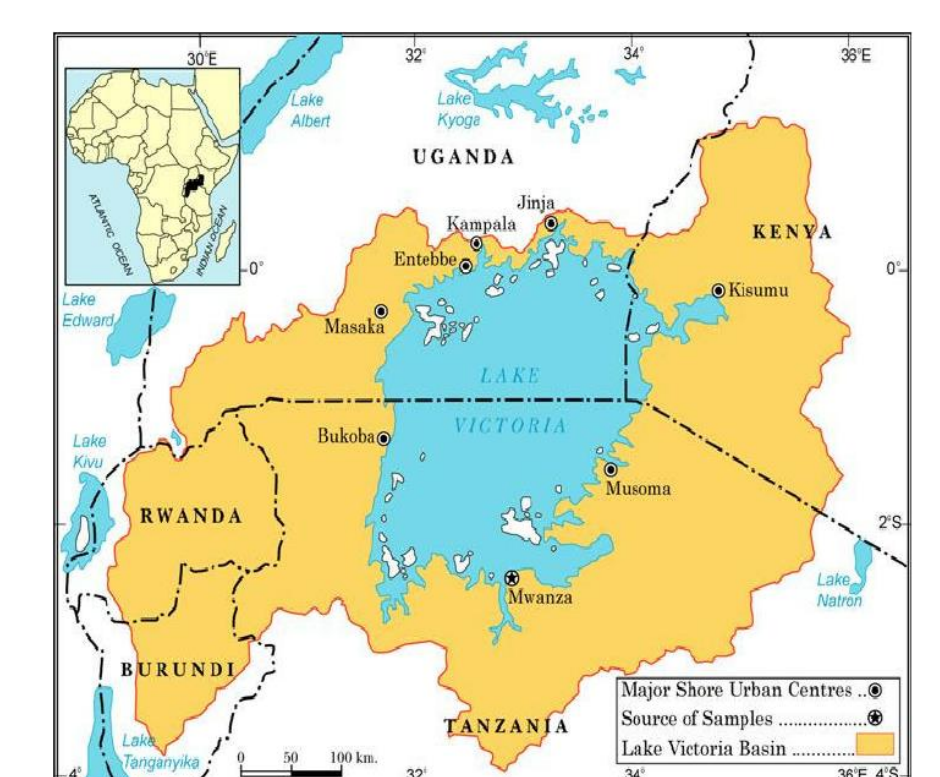 30°E
32°
34°
36°E
Lake
Albert
Lake
Kyoga
UGANDA
ATLANTIC OCEAN
INDIAN OCEAN
Jinja
Kampala
KENYA
Entebbe
0°
0°
Kisumu
Lake
Edward
Masaka
LAKE
VICTORIA
Bukoba
Lake
Kivu
Musoma
RWANDA
2°S
Lake
Natron
Mwanza
BURUNDI
Major Shore Urban Centres ..
Source of Samples ................
Lake Victoria Basin ...........
TANZANIA
Lake
Tanganyika
0 50 100 km.
4°
32°
34°
36°E
4°S